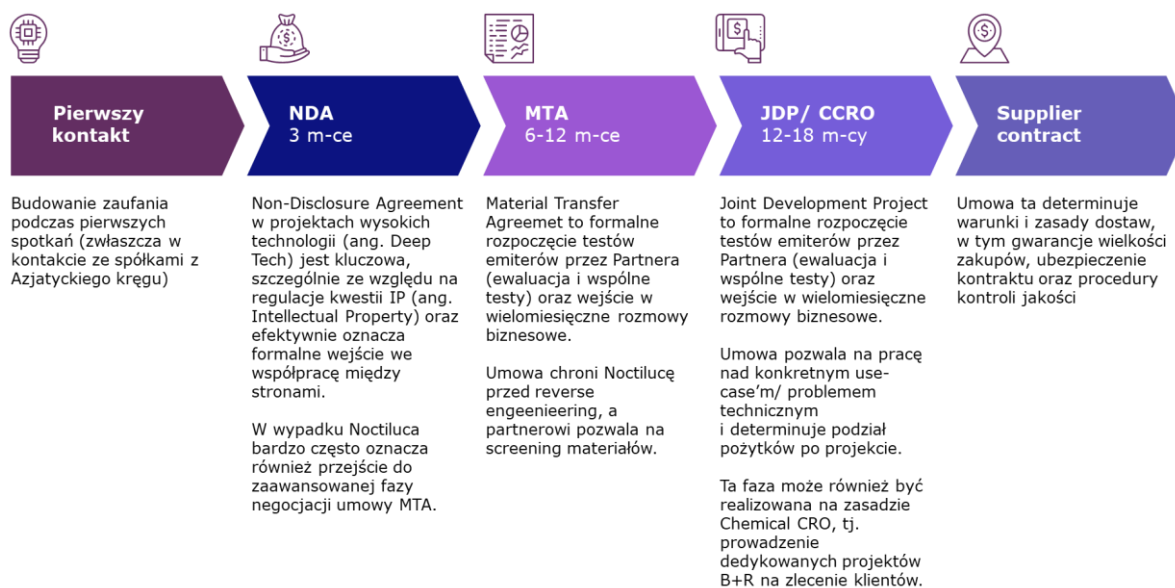 Pierwszy
kontakt
NDA
3 m-ce
MTA
6-12 m-ce
JDP/ CCRO
12-18 m-cy
Supplier
contract
Budowanie zaufania
podczas pierwszych
spotkań (zwłaszcza w
kontakcie ze spółkami z
Azjatyckiego kręgu)
Non-Disclosure Agreement
w projektach wysokich
technologii (ang. Deep
Tech) jest kluczowa,
szczególnie ze względu na
regulacje kwestii IP (ang.
Intellectual Property) oraz
efektywnie oznacza
formalne wejście we
współpracę między
stronami.
W wypadku Noctiluca
bardzo często oznacza
również przejście do
zaawansowanej fazy
negocjacji umowy MTA.
Material Transfer
Agreemet to formalne
rozpoczęcie testów
emiterów przez Partnera
(ewaluacja i wspólne
testy) oraz wejście w
wielomiesięczne rozmowy
biznesowe.
Umowa chroni Noctilucę
przed reverse
engeenieering, a
partnerowi pozwala na
screening materiałów.
Joint Development Project
to formalne rozpoczęcie
testów emiterów przez
Partnera (ewaluacja i
wspólne testy) oraz
wejście w wielomiesięczne
rozmowy biznesowe.
Umowa pozwala na pracę
nad konkretnym use-
case'm/ problemem
technicznym
i determinuje podział
pożytków po projekcie.
Ta faza może również być
realizowana na zasadzie
Chemical CRO, tj.
prowadzenie
dedykowanych projektów
B+R na zlecenie klientów.
Umowa ta determinuje
warunki i zasady dostaw,
w tym gwarancje wielkości
zakupów, ubezpieczenie
kontraktu oraz procedury
kontroli jakości